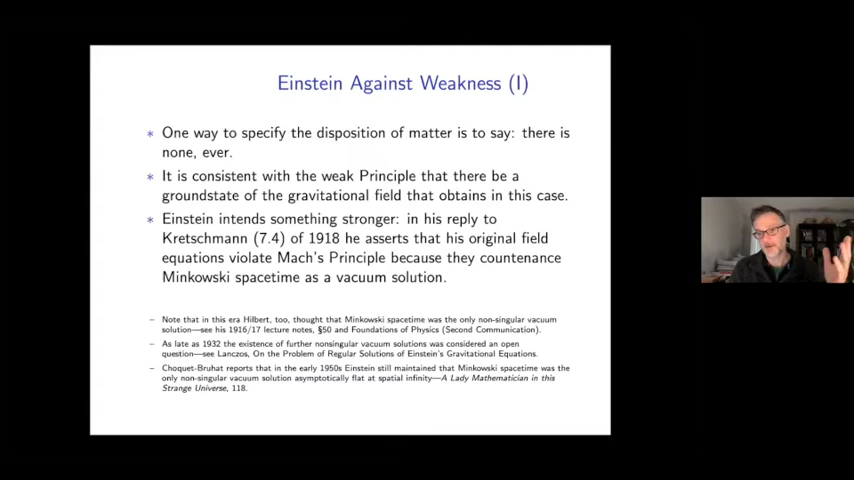 Einstein Against Weakness (I)
* One way to specify the disposition of matter is to say: there is
none, ever.
* It is consistent with the weak Principle that there be a
groundstate of the gravitational field that obtains in this case.
* Einstein intends something stronger: in his reply to
Kretschmann (7.4) of 1918 he asserts that his original field
equations violate Mach's Principle because they countenance
Minkowski spacetime as a vacuum solution.
– Note that in this era Hilbert, too, thought that Minkowski spacetime was the only non-singular vacuum
solution—see his 1916/17 lecture notes, §50 and Foundations of Physics (Second Communication).
– As late as 1932 the existence of further nonsingular vacuum solutions was considered an open
question—see Lanczos, On the Problem of Regular Solutions of Einstein's Gravitational Equations.
– Choquet-Bruhat reports that in the early 1950s Einstein still maintained that Minkowski spacetime was the
only non-singular vacuum solution asymptotically flat at spatial infinity—A Lady Mathematician in this
Strange Universe, 118.